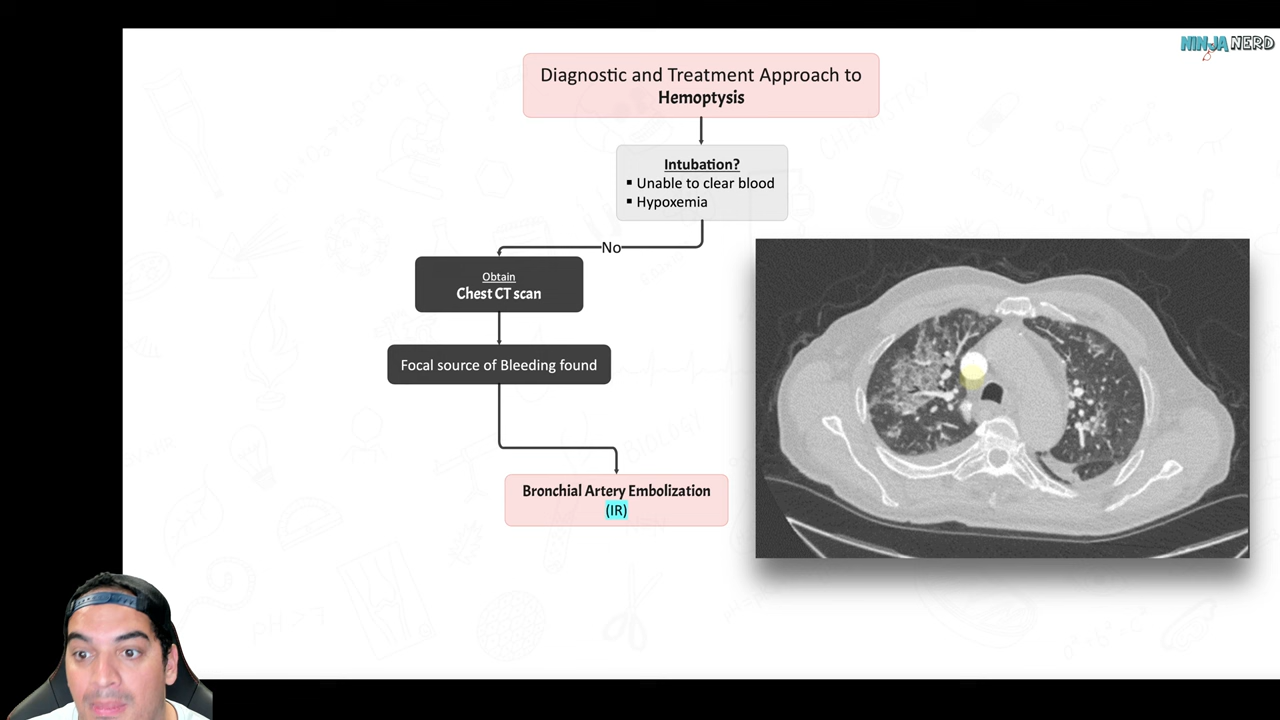 NINJA NERD
Diagnostic and Treatment Approach to
Hemoptysis
Intubation?
▪ Unable to clear blood
▪ Hypoxemia
No
Obtain
Chest CT scan
Focal source of Bleeding found
Bronchial Artery Embolization
(IR)